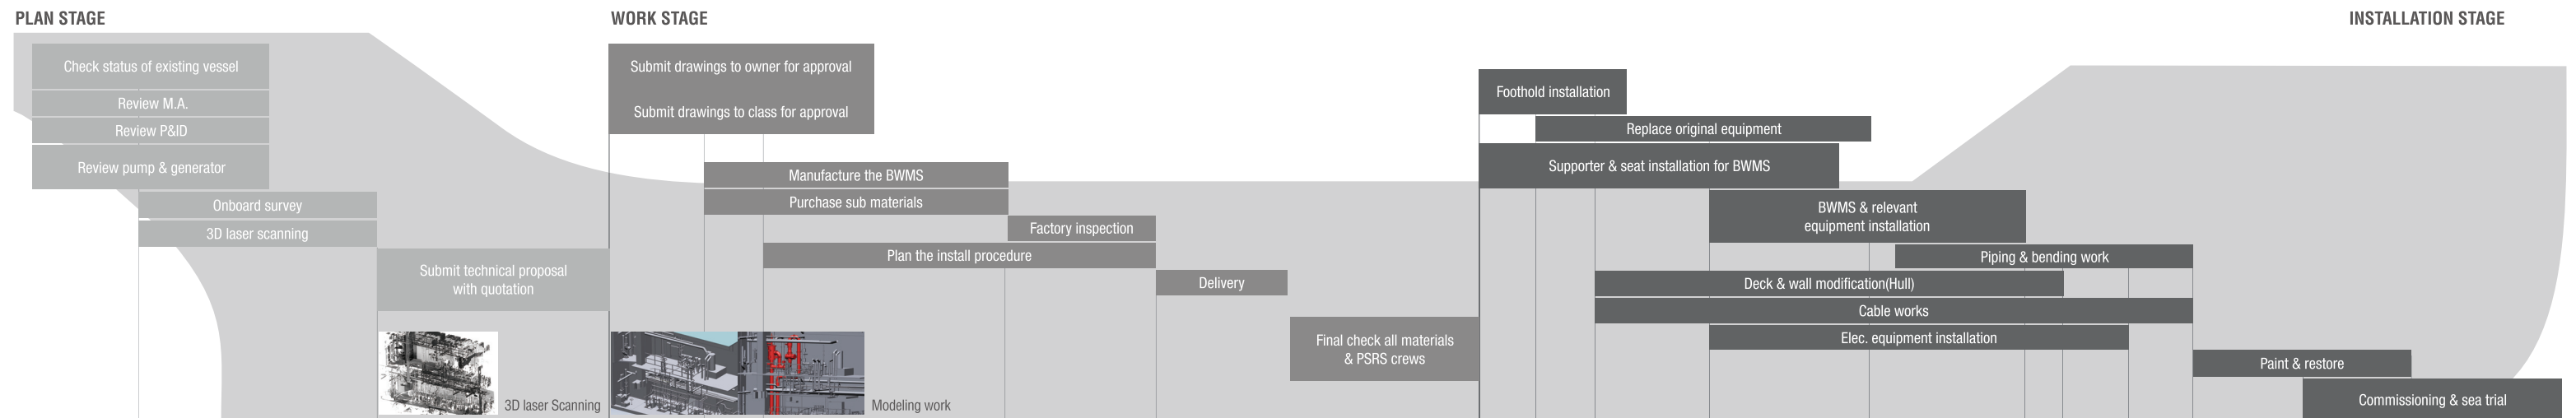 PLAN STAGE
WORK STAGE
INSTALLATION STAGE
Check status of existing vessel
Review M.A.
Review P&ID
Review pump & generator
Onboard survey
3D laser scanning
Submit technical proposal
with quotation
3D laser Scanning
Submit drawings to owner for approval
Submit drawings to class for approval
Manufacture the BWMS
Purchase sub materials
Factory inspection
Plan the install procedure
Delivery
Final check all materials
& PSRS crews
Modeling work
Foothold installation
Replace original equipment
Supporter & seat installation for BWMS
BWMS & relevant
equipment installation
Piping & bending work
Deck & wall modification(Hull)
Cable works
Elec. equipment installation
Paint & restore
Commissioning & sea trial